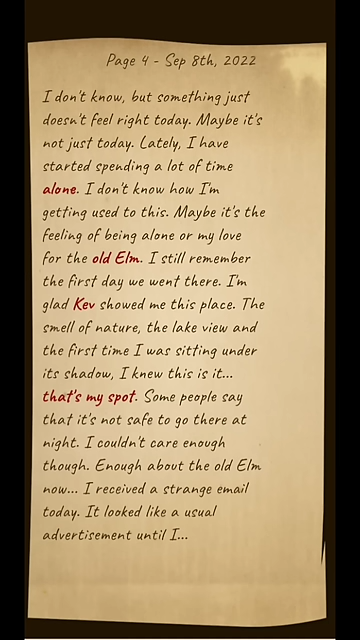 Page 4 - Sep 8th, 2022
I don't know, but something just
doesn't feel right today. Maybe it's
not just today. Lately, I have
started spending a lot of time
alone. I don't know how I'm
getting used to this. Maybe it's the
feeling of being alone or my love
for the old Elm. I still remember
the first day we went there. I'm
glad Kev showed me this place. The
smell of nature, the lake view and
the first time I was sitting under
its shadow, I knew this is it...
that's my spot. Some people say
that it's not safe to go there at
night. I couldn't care enough
though. Enough about the old Elm
now... I received a strange email
today. It looked like a usual
advertisement until I...